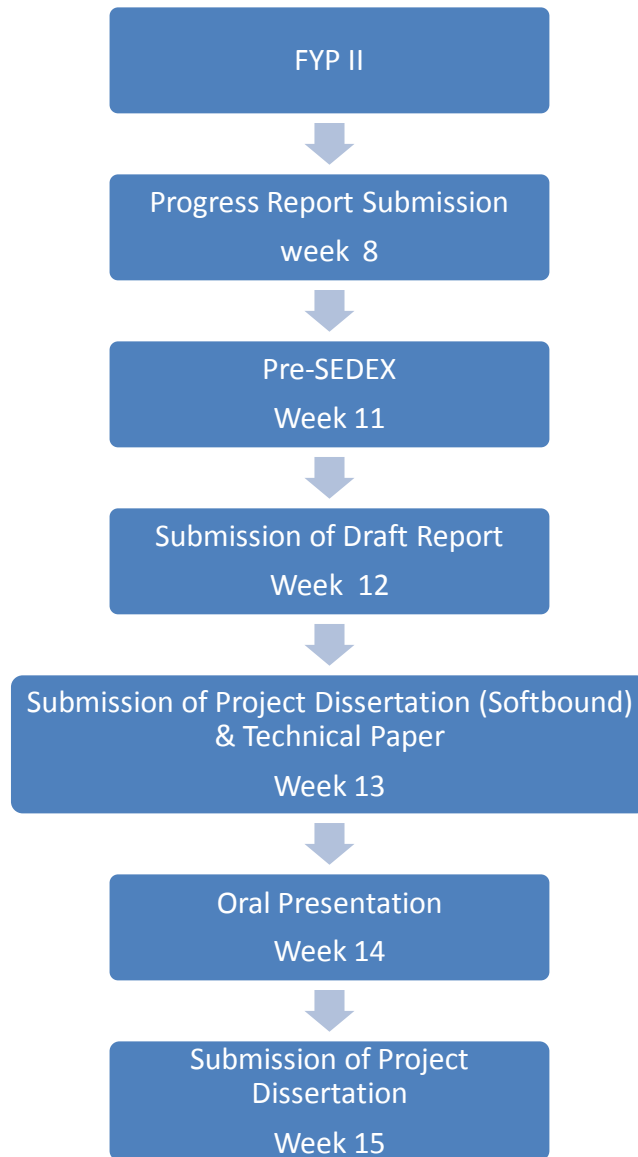 FYP II
Progress Report Submission
week 8
Pre-SEDEX
Week 11
Submission of Draft Report
Week 12
Submission of Project Dissertation (Softbound)
& Technical Paper
Week 13
Oral Presentation
Week 14
Submission of Project
Dissertation
Week 15